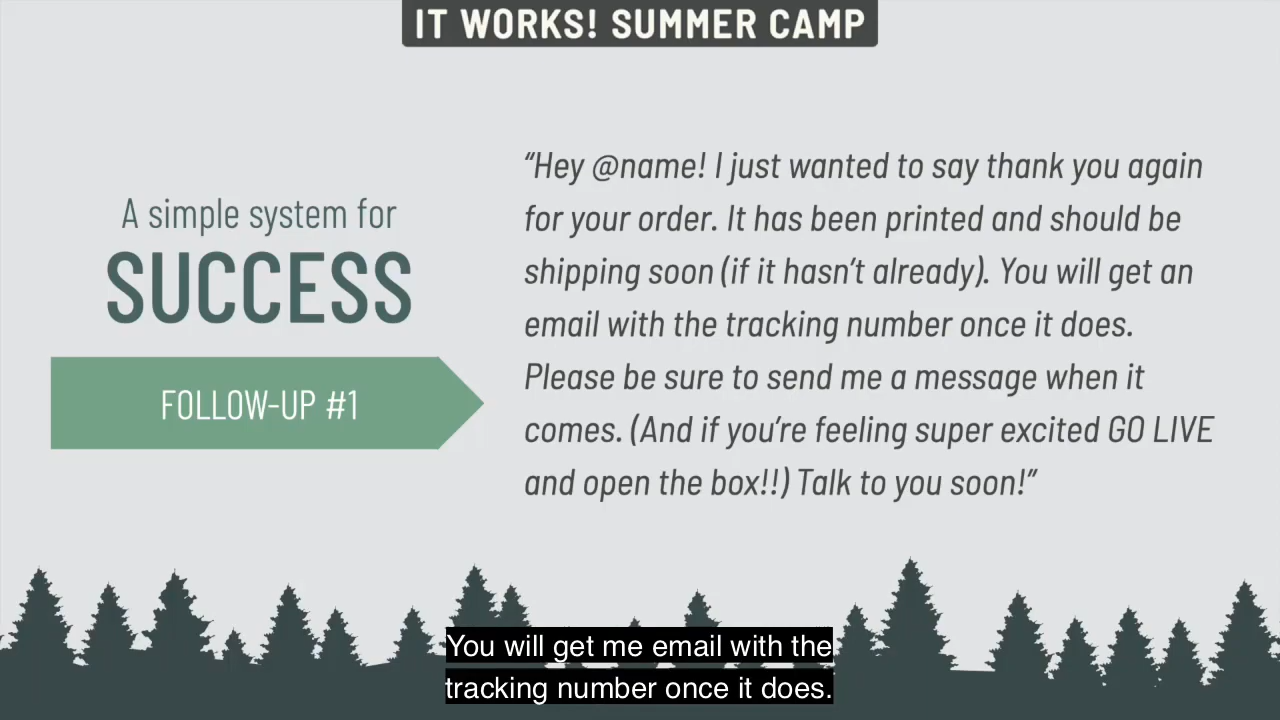 IT WORKS! SUMMER CAMP
A simple system for
SUCCESS
FOLLOW-UP #1
“Hey @name! I just wanted to say thank you again
for your order. It has been printed and should be
shipping soon (if it hasn’t already). You will get an
email with the tracking number once it does.
Please be sure to send me a message when it
comes. (And if you’re feeling super excited GO LIVE
and open the box!!) Talk to you soon!”
You will get me email with the
tracking number once it does.